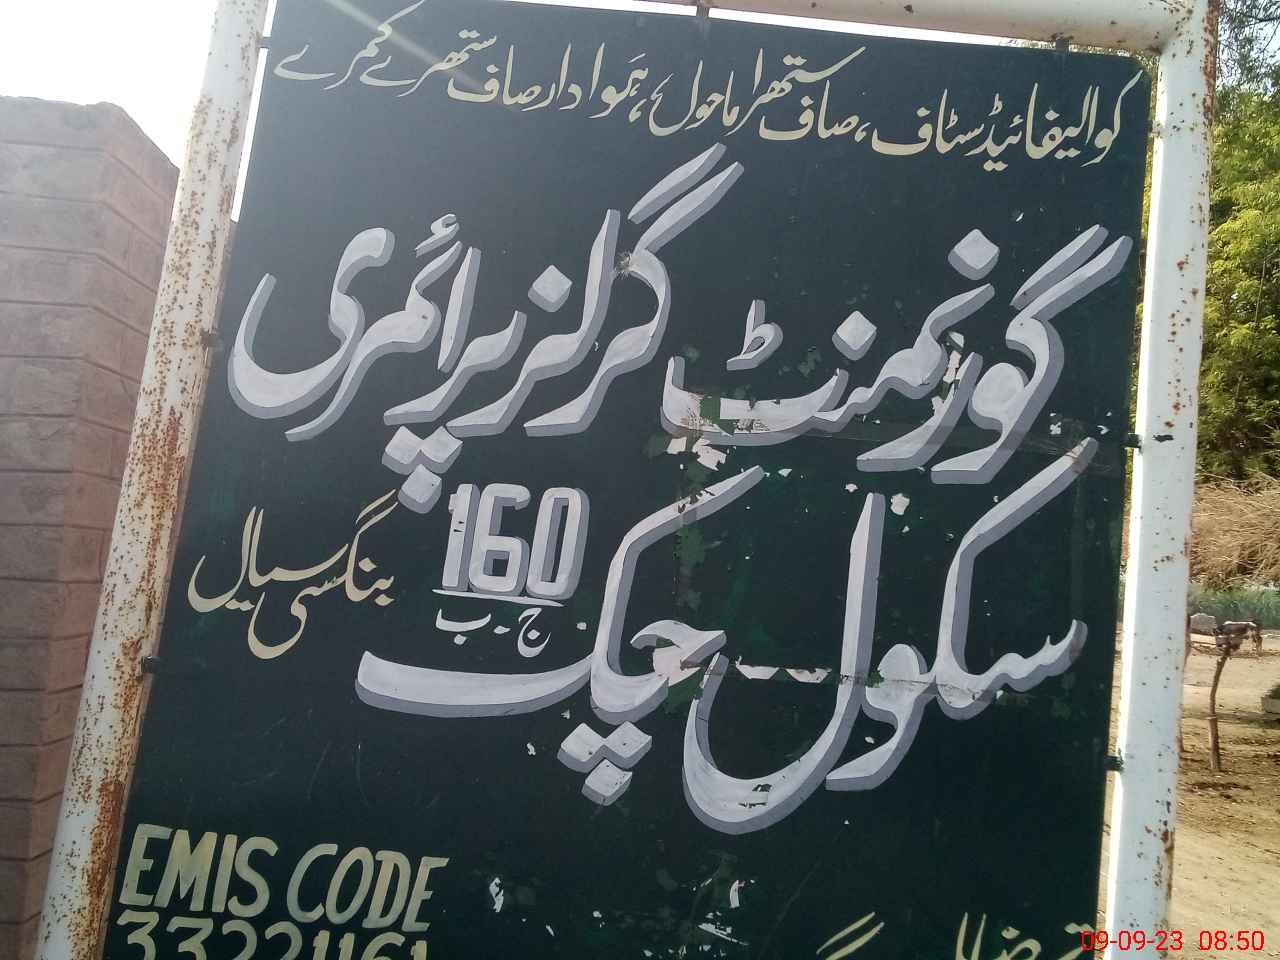 کوالیفائیڈ سٹاف، صاف ستھرا ماحول، ہوادار صاف ستھرے کمرے
گورنمنٹ گرلز پرائمری
سکول چک 160 ج۔ب بنگسی سیال
EMIS CODE
33221161
09-09-23 08:50